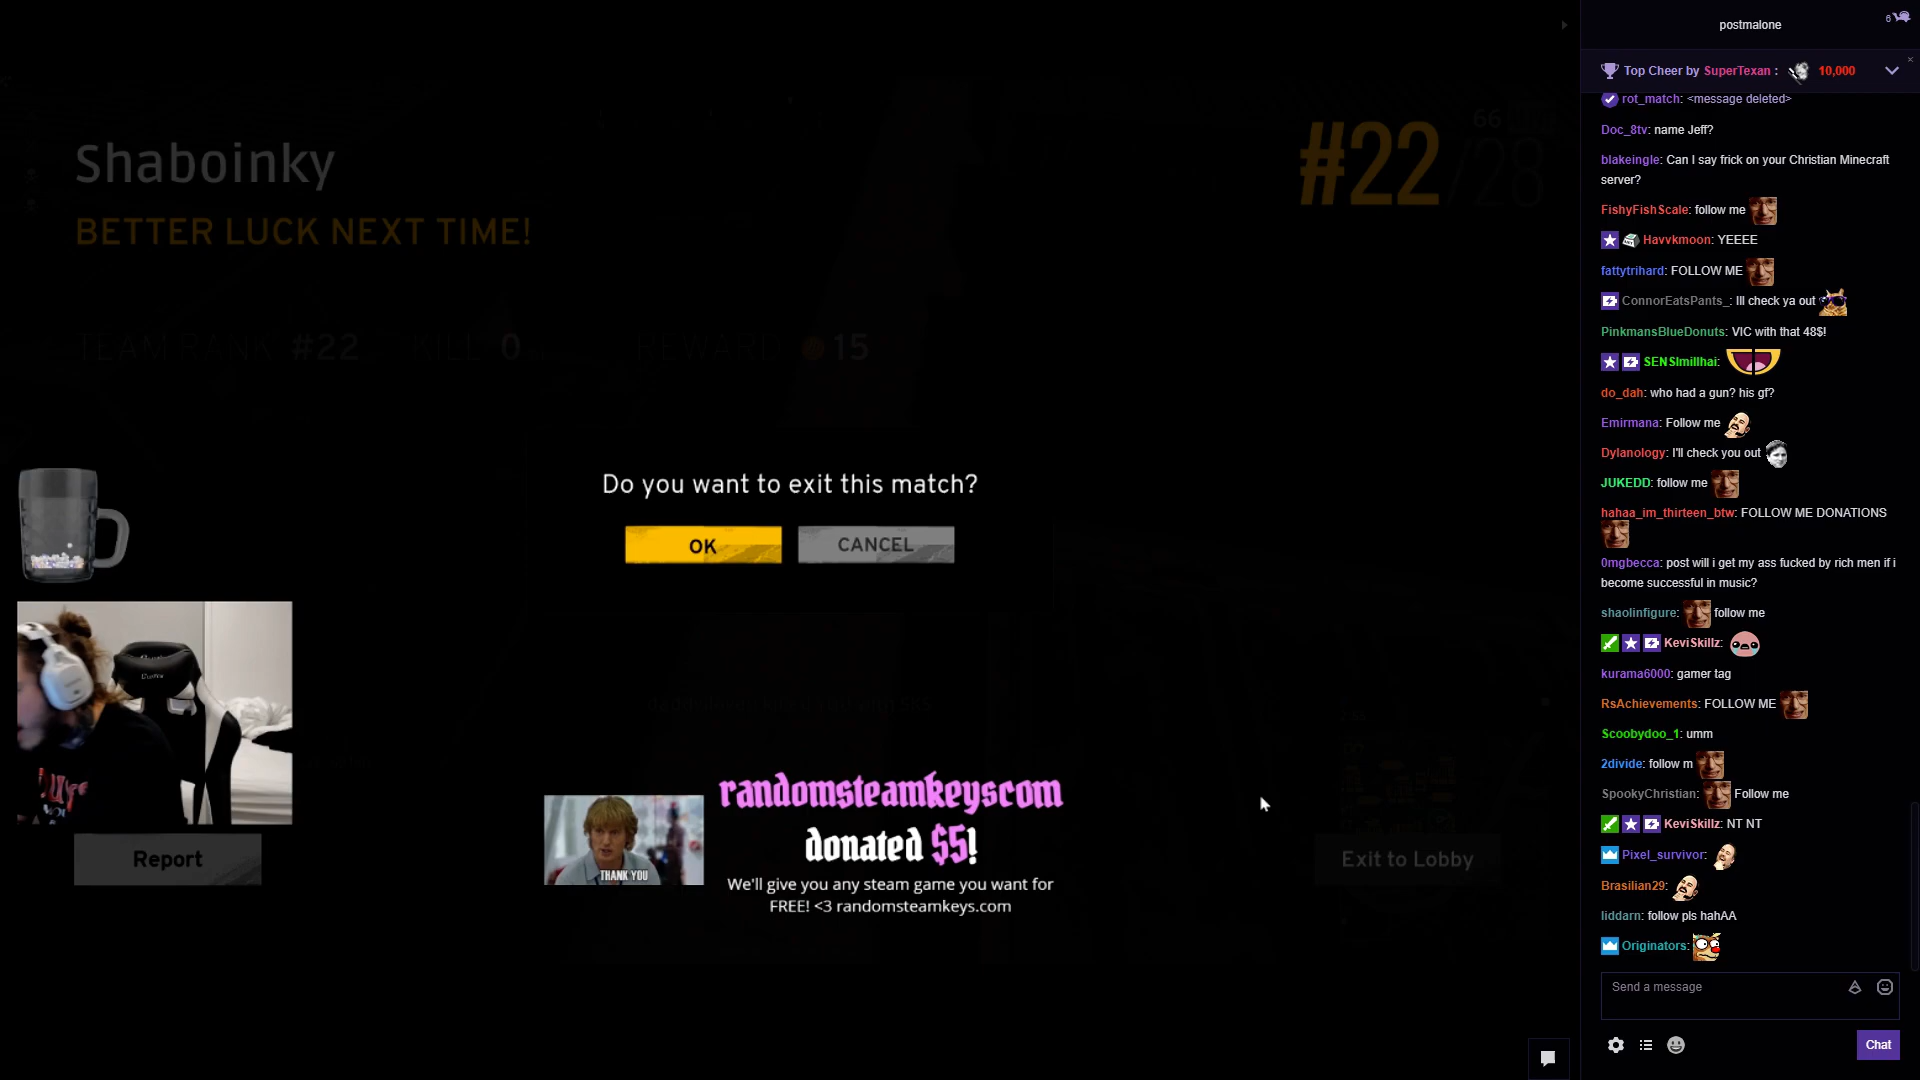 Shaboinky
BETTER LUCK NEXT TIME!
#22/28
66
TEAM RANK #22 KILL 0 REWARD 15
Do you want to exit this match?
OK CANCEL
Report
Exit to Lobby
THANK YOU
randomsteamkeyscom
donated $5!
We'll give you any steam game you want for
FREE! <3 randomsteamkeys.com
postmalone
6
Top Cheer by SuperTexan : 10,000
rot_match: <message deleted>
Doc_8tv: name Jeff?
blakeingle: Can I say frick on your Christian Minecraft
server?
FishyFishScale: follow me
Havvkmoon: YEEEE
fattytrihard: FOLLOW ME
ConnorEatsPants_: Ill check ya out
PinkmansBlueDonuts: VIC with that 48$!
SENSImillhai:
do_dah: who had a gun? his gf?
Emirmana: Follow me
Dylanology: I'll check you out
JUKEDD: follow me
hahaa_im_thirteen_btw: FOLLOW ME DONATIONS
0mgbecca: post will i get my ass fucked by rich men if i
become successful in music?
shaolinfigure: follow me
KeviSkillz:
kurama6000: gamer tag
RsAchievements: FOLLOW ME
Scoobydoo_1: umm
2divide: follow m
SpookyChristian: Follow me
KeviSkillz: NT NT
Pixel_survivor:
Brasilian29:
liddarn: follow pls hahAA
Originators:
Send a message
Chat